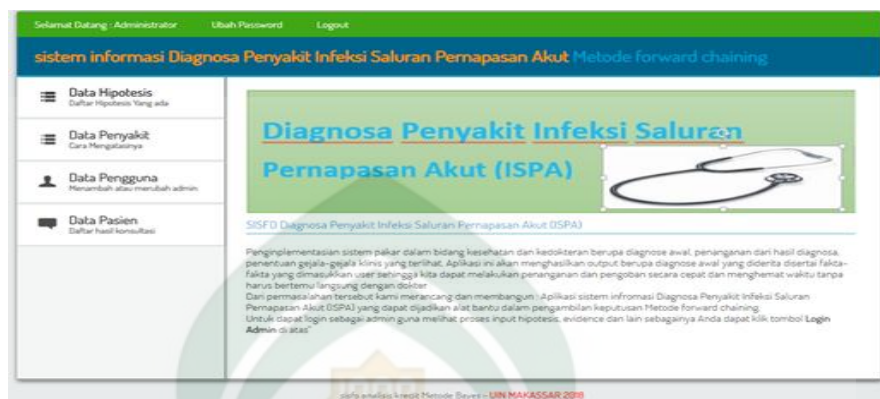 Selamat Datang : Administrator Ubah Password Logout
sistem informasi Diagnosa Penyakit Infeksi Saluran Pernapasan Akut Metode forward chaining
Data Hipotesis
Daftar Hipotesis Yang ada
Data Penyakit
Cara Mengatasinya
Data Pengguna
Menambah atau merubah admin
Data Pasien
Daftar hasil konsultasi
Diagnosa Penyakit Infeksi Saluran
Pernapasan Akut (ISPA)
SISFO Diagnosa Penyakit Infeksi Saluran Pernapasan Akut (ISPA)
Penginplementasian sistem pakar dalam bidang kesehatan dan kedokteran berupa diagnose awal, penanganan dari hasil diagnosa,
penentuan gejala-gejala klinis yang terlihat. Aplikasi ini akan menghasilkan output berupa diagnose awal yang diderita disertai fakta-
fakta yang dimasukkan user sehingga kita dapat melakukan penanganan dan pengoban secara cepat dan menghemat waktu tanpa
harus bertemu langsung dengan dokter
Dari permasalahan tersebut kami merancang dan membangun : Aplikasi sistem infromasi Diagnosa Penyakit Infeksi Saluran
Pernapasan Akut (ISPA) yang dapat dijadikan alat bantu dalam pengambilan keputusan Metode forward chaining.
Untuk dapat login sebagai admin guna melihat proses input hipotesis, evidence dan lain sebagainya Anda dapat klik tombol Login
Admin di atas"
sisfo analisis kredit Metode Bayes - UIN MAKASSAR 2018